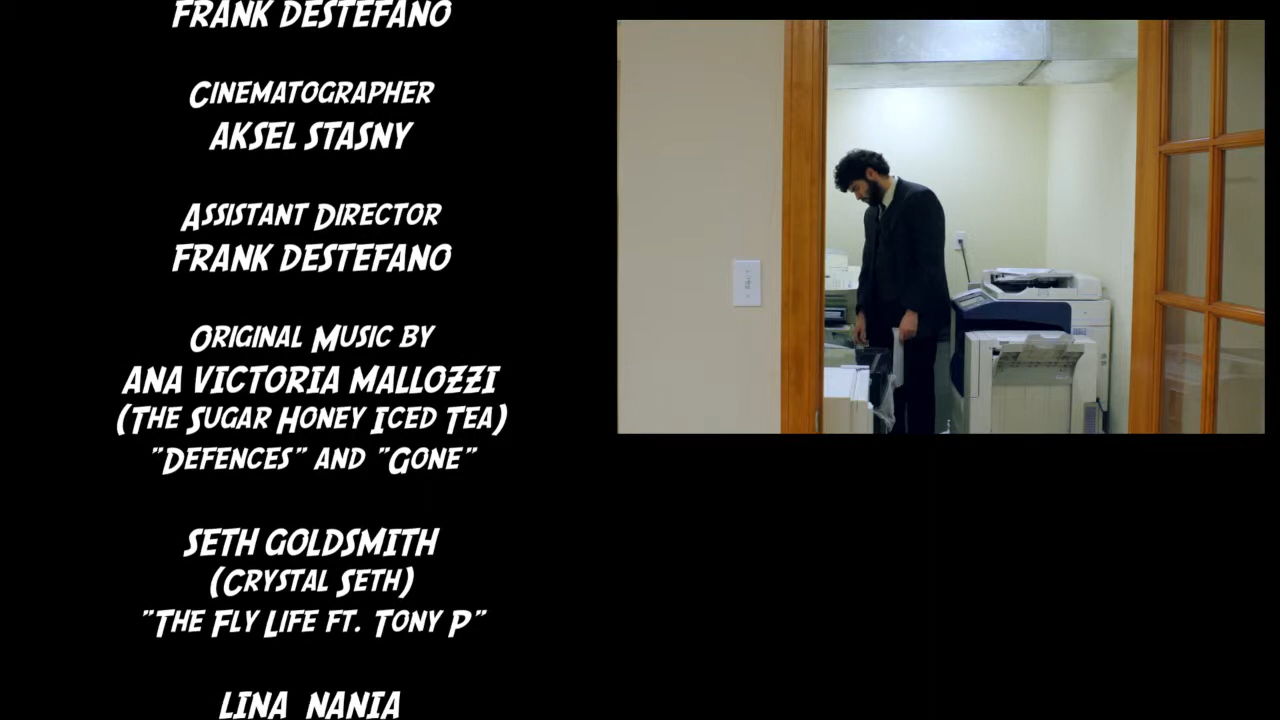 FRANK DESTEFANO
CINEMATOGRAPHER
AKSEL STASNY
ASSISTANT DIRECTOR
FRANK DESTEFANO
ORIGINAL MUSIC BY
ANA VICTORIA MALLOZZI
(THE SUGAR HONEY ICED TEA)
"DEFENCES" AND "GONE"
SETH GOLDSMITH
(CRYSTAL SETH)
"THE FLY LIFE FT. TONY P"
LINA NANIA